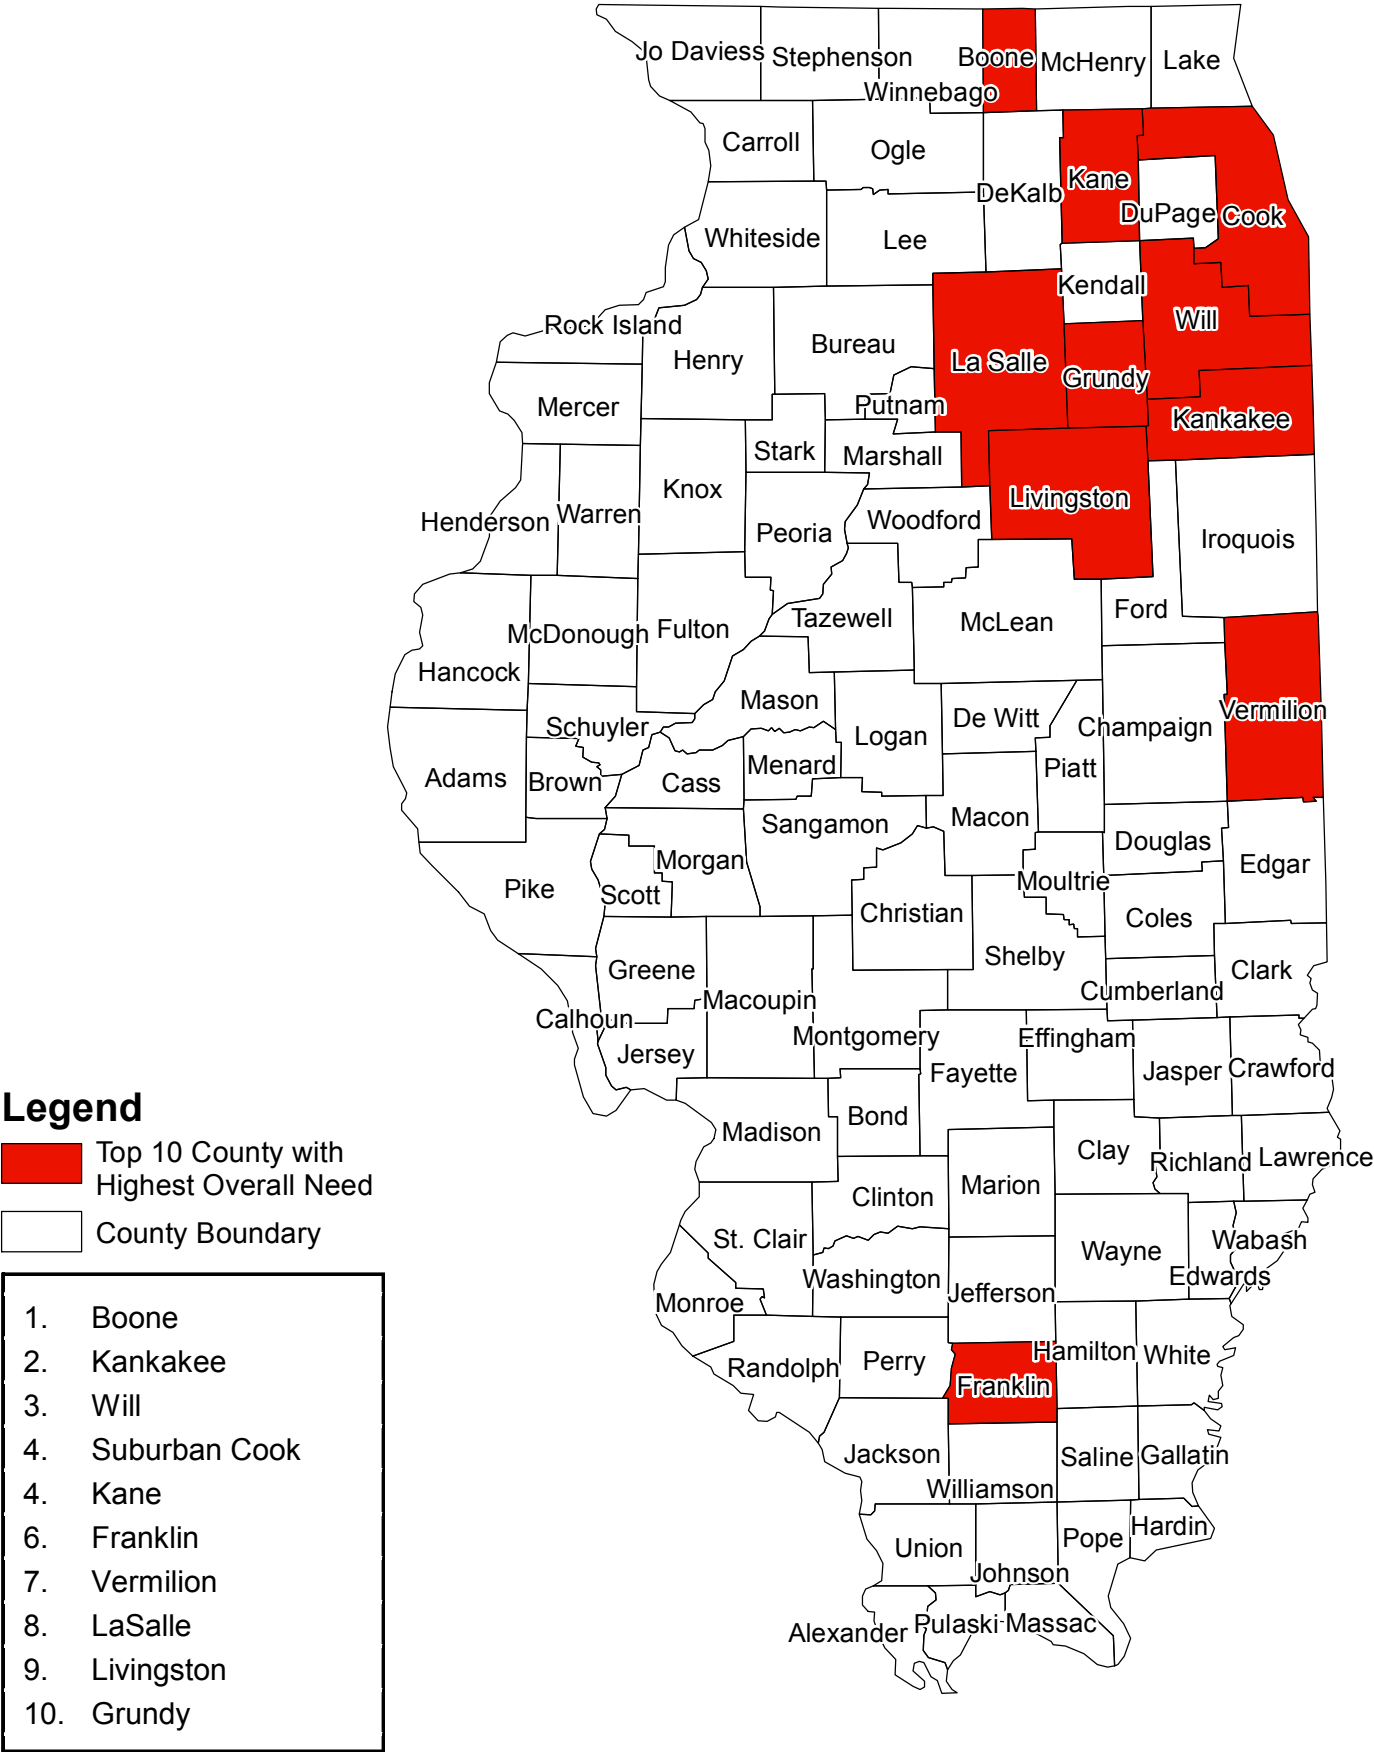 Jo Daviess
Stephenson
Winnebago
Boone
McHenry
Lake
Carroll
Ogle
DeKalb
Kane
DuPage
Cook
Whiteside
Lee
Kendall
Will
Rock Island
Henry
Bureau
La Salle
Grundy
Putnam
Kankakee
Mercer
Stark
Marshall
Knox
Livingston
Henderson
Warren
Peoria
Woodford
Iroquois
Ford
McDonough
Fulton
Tazewell
McLean
Hancock
Mason
Vermilion
Schuyler
Logan
De Witt
Champaign
Piatt
Adams
Brown
Cass
Menard
Sangamon
Macon
Douglas
Morgan
Moultrie
Edgar
Pike
Scott
Christian
Coles
Shelby
Greene
Macoupin
Cumberland
Clark
Calhoun
Jersey
Montgomery
Fayette
Effingham
Jasper
Crawford
Madison
Bond
Clay
Richland
Lawrence
Clinton
Marion
St. Clair
Wayne
Wabash
Edwards
Washington
Jefferson
Monroe
Randolph
Perry
Franklin
Hamilton
White
Jackson
Williamson
Saline
Gallatin
Union
Johnson
Pope
Hardin
Alexander
Pulaski
Massac
Legend
Top 10 County with
Highest Overall Need
County Boundary
1. Boone
2. Kankakee
3. Will
4. Suburban Cook
4. Kane
6. Franklin
7. Vermilion
8. LaSalle
9. Livingston
10. Grundy